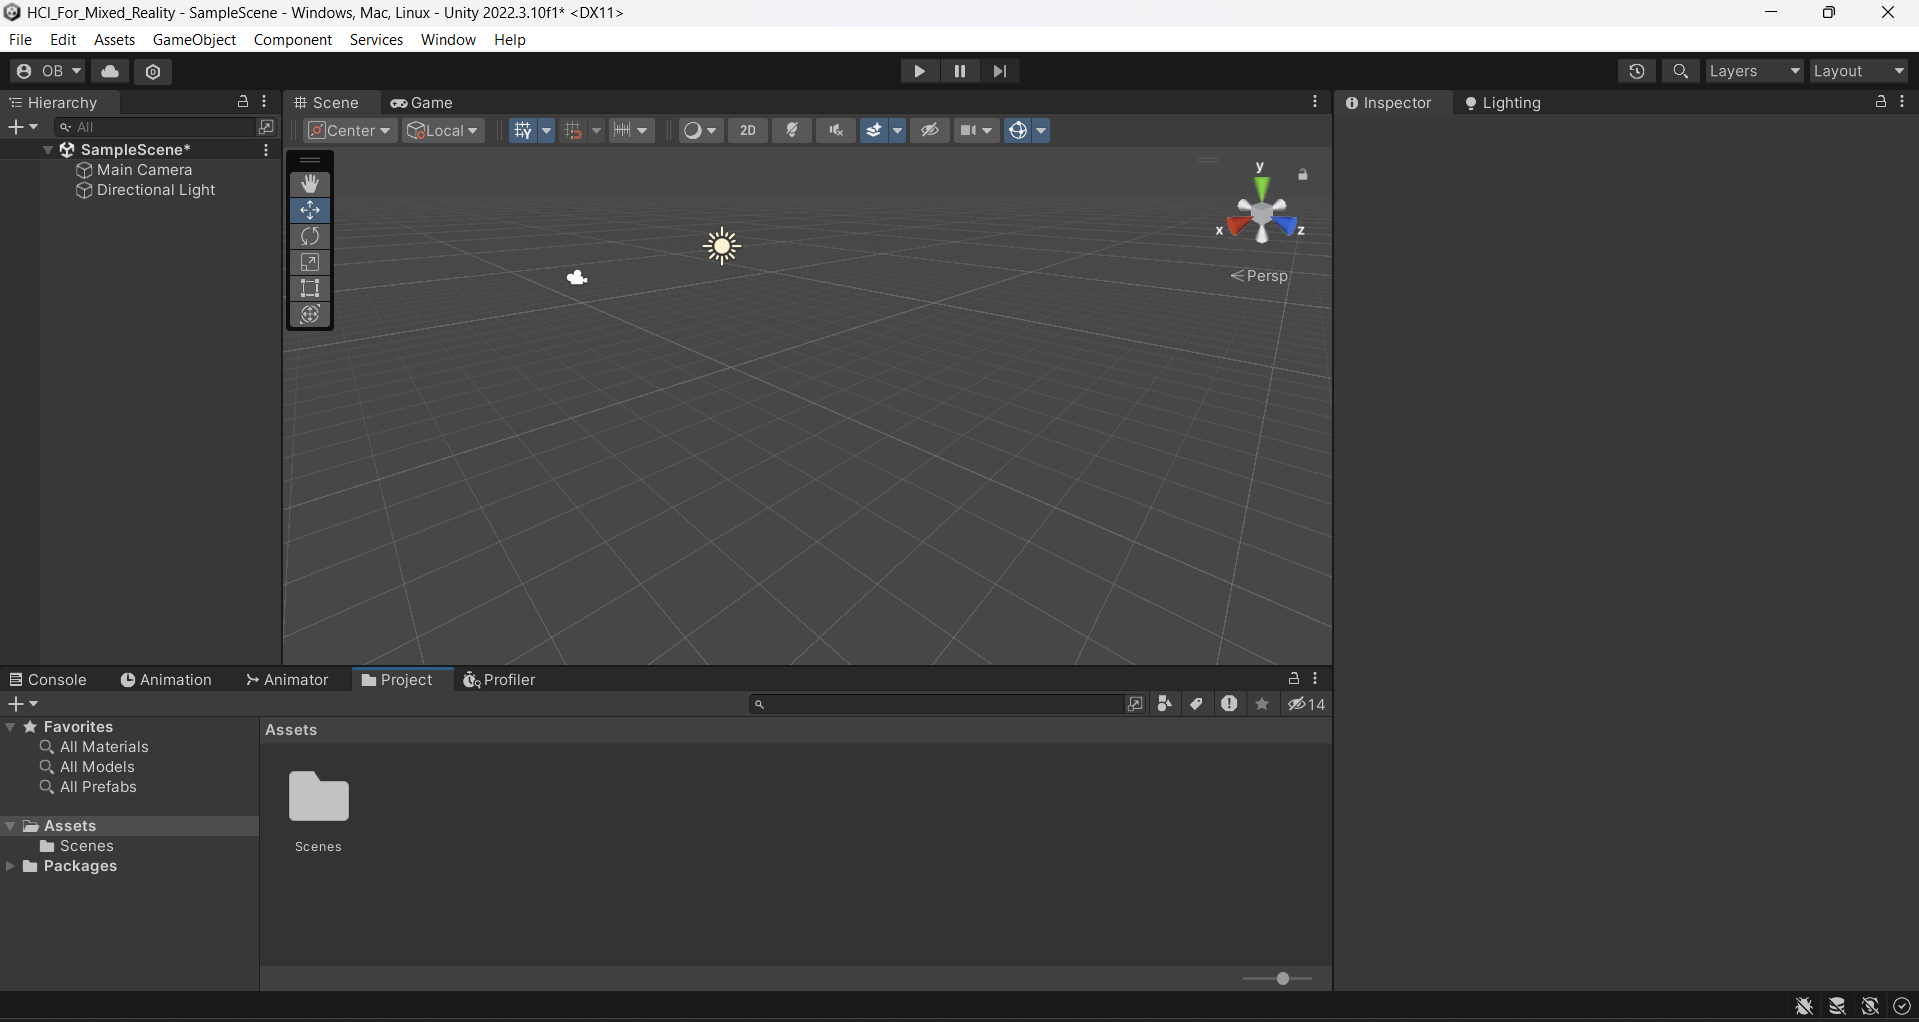 HCI_For_Mixed_Reality - SampleScene - Windows, Mac, Linux - Unity 2022.3.10f1* <DX11>
File Edit Assets GameObject Component Services Window Help
OB Layers Layout
Hierarchy Scene Game Inspector Lighting
All Center Local 2D
SampleScene*
Main Camera
Directional Light
y
x z
Persp
Console Animation Animator Project Profiler
14
Favorites
Assets
All Materials
All Models
All Prefabs
Assets
Scenes
Scenes
Packages